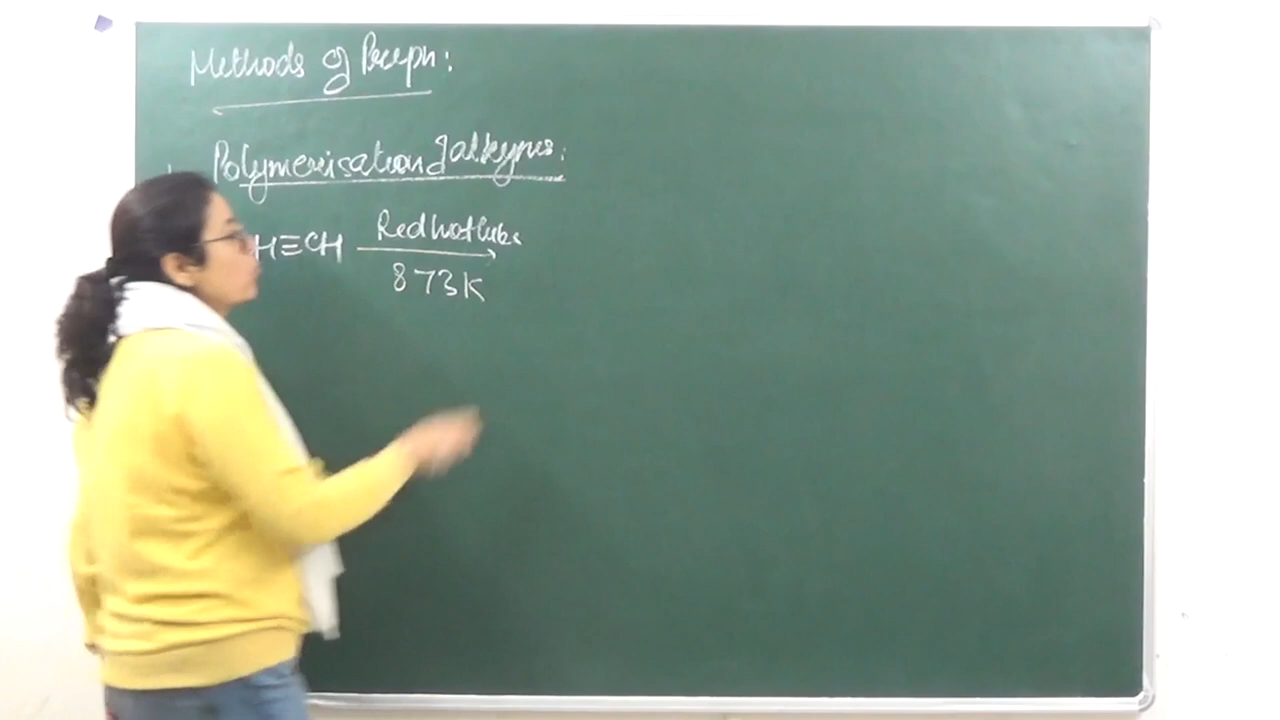 Methods of Prepn:
Polymerisation of alkynes:
H≡CH Red hot tube
873K